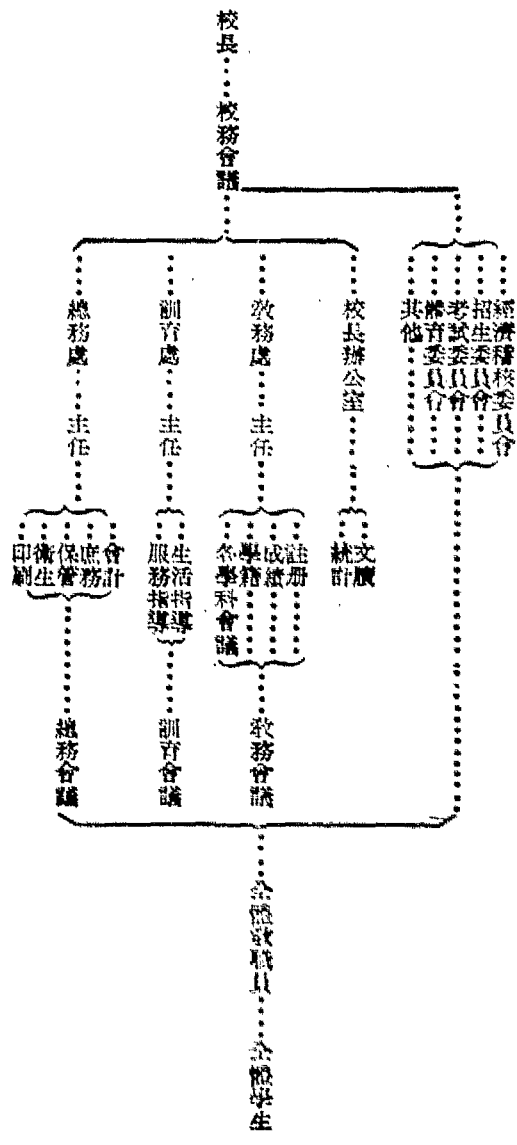 校長
校務會議
經濟稽核委員會
招生委員會
考試委員會
體育委員會
其他
校長辦公室
文牘
統計
教務處
主任
註册
成績
學籍
各學科會議
教務會議
訓育處
主任
生活指導
服務指導
訓育會議
總務處
主任
會計
庶務
保管
衛生
印刷
總務會議
全體教職員
全體學生